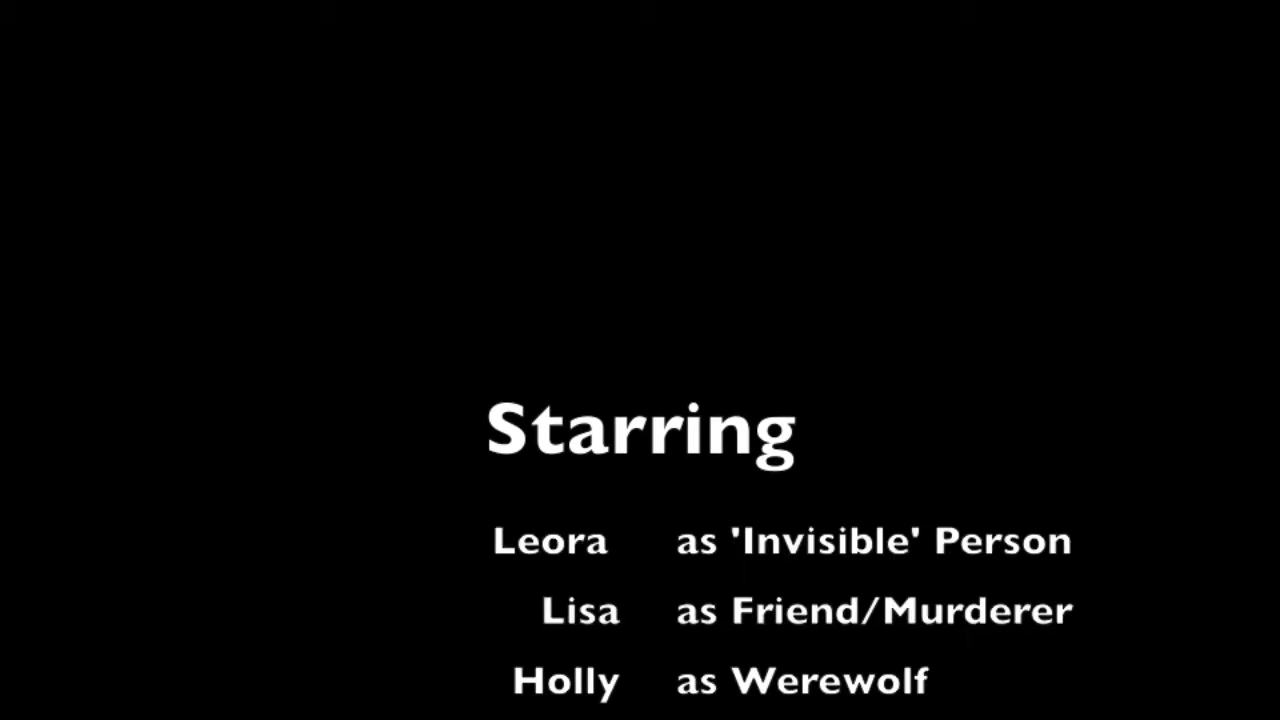 Starring
Leora as 'Invisible' Person
Lisa as Friend/Murderer
Holly as Werewolf